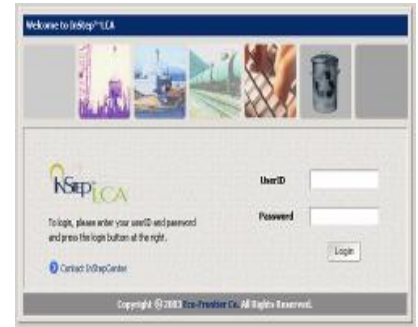 Welcome to InStep™LCA
InStep™ LCA
UserID
To login, please enter your userID and password
and press the login button at the right.
Password
Login
Contact InStepCenter
Copyright ⓒ 2003 Eco-Frontier Co. All Rights Reserved.